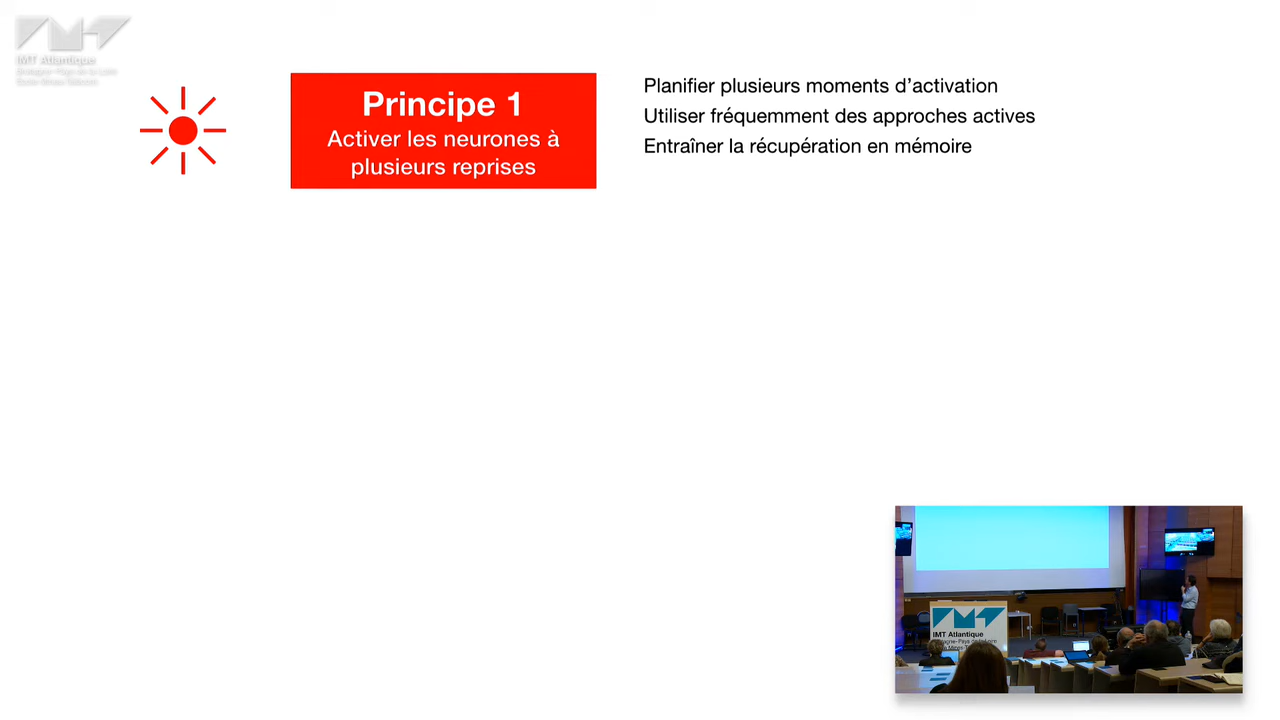 IMT Atlantique
Bretagne-Pays de la Loire
École Mines-Télécom
Principe 1
Activer les neurones à
plusieurs reprises
Planifier plusieurs moments d'activation
Utiliser fréquemment des approches actives
Entraîner la récupération en mémoire
IMT Atlantique
Bretagne-Pays de la Loire